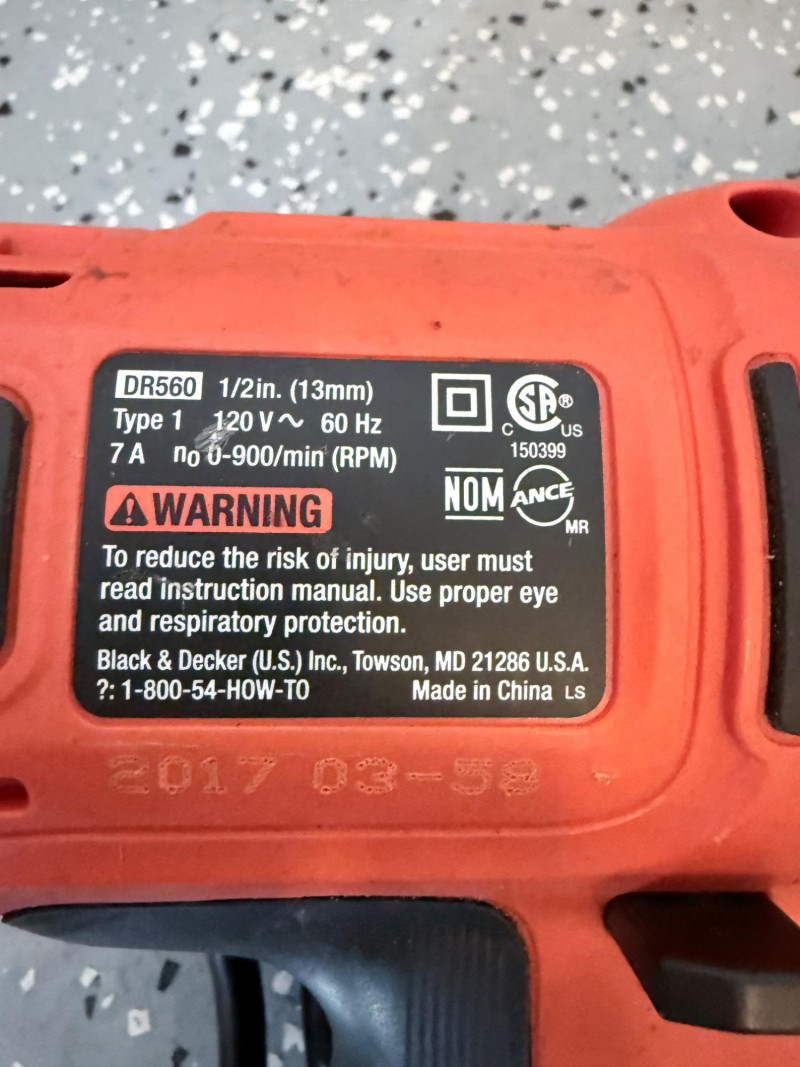 DR560 1/2in. (13mm)
Type 1 120 V ~ 60 Hz
7 A no 0-900/min (RPM)
CSA®
C US
150399
NOM ANCE
MR
⚠WARNING
To reduce the risk of injury, user must
read instruction manual. Use proper eye
and respiratory protection.
Black & Decker (U.S.) Inc., Towson, MD 21286 U.S.A.
?: 1-800-54-HOW-TO Made in China LS
2017 03-58